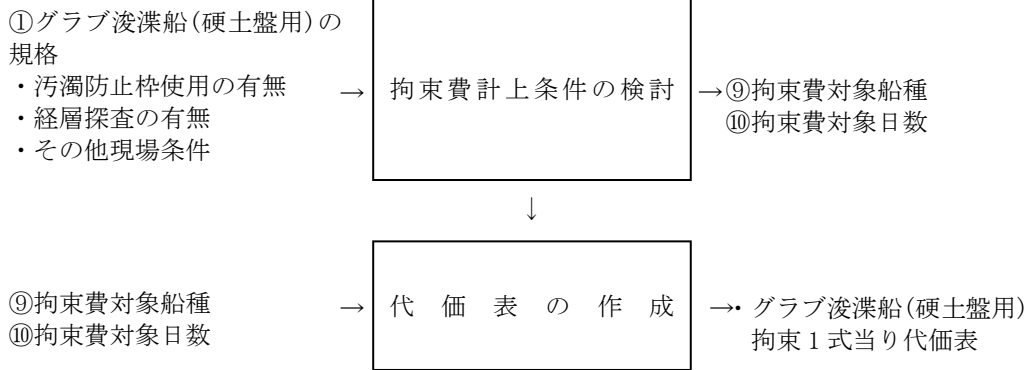 ①グラブ浚渫船(硬土盤用)の
規格
・汚濁防止枠使用の有無
・経層探査の有無
・その他現場条件
→
拘束費計上条件の検討
→⑨拘束費対象船種
⑩拘束費対象日数
↓
⑨拘束費対象船種
⑩拘束費対象日数
→
代価表の作成
→・グラブ浚渫船(硬土盤用)
拘束1式当り代価表